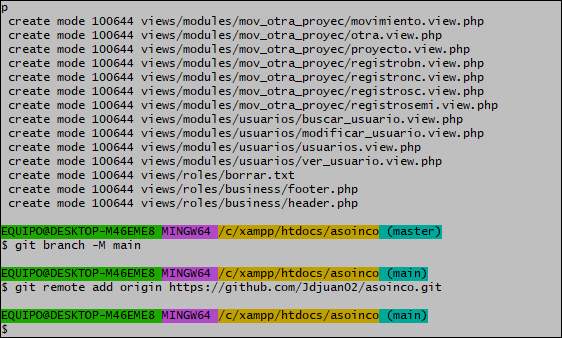 p
create mode 100644 views/modules/mov_otra_proyec/movimiento.view.php
create mode 100644 views/modules/mov_otra_proyec/otra.view.php
create mode 100644 views/modules/mov_otra_proyec/proyecto.view.php
create mode 100644 views/modules/mov_otra_proyec/registrobn.view.php
create mode 100644 views/modules/mov_otra_proyec/registronc.view.php
create mode 100644 views/modules/mov_otra_proyec/registrosc.view.php
create mode 100644 views/modules/mov_otra_proyec/registrosemi.view.php
create mode 100644 views/modules/usuarios/buscar_usuario.view.php
create mode 100644 views/modules/usuarios/modificar_usuario.view.php
create mode 100644 views/modules/usuarios/usuarios.view.php
create mode 100644 views/modules/usuarios/ver_usuario.view.php
create mode 100644 views/roles/borrar.txt
create mode 100644 views/roles/business/footer.php
create mode 100644 views/roles/business/header.php
EQUIPO@DESKTOP-M46EME8 MINGW64 /c/xampp/htdocs/asoinco (master)
$ git branch -M main
EQUIPO@DESKTOP-M46EME8 MINGW64 /c/xampp/htdocs/asoinco (main)
$ git remote add origin https://github.com/Jdjuan02/asoinco.git
EQUIPO@DESKTOP-M46EME8 MINGW64 /c/xampp/htdocs/asoinco (main)
$